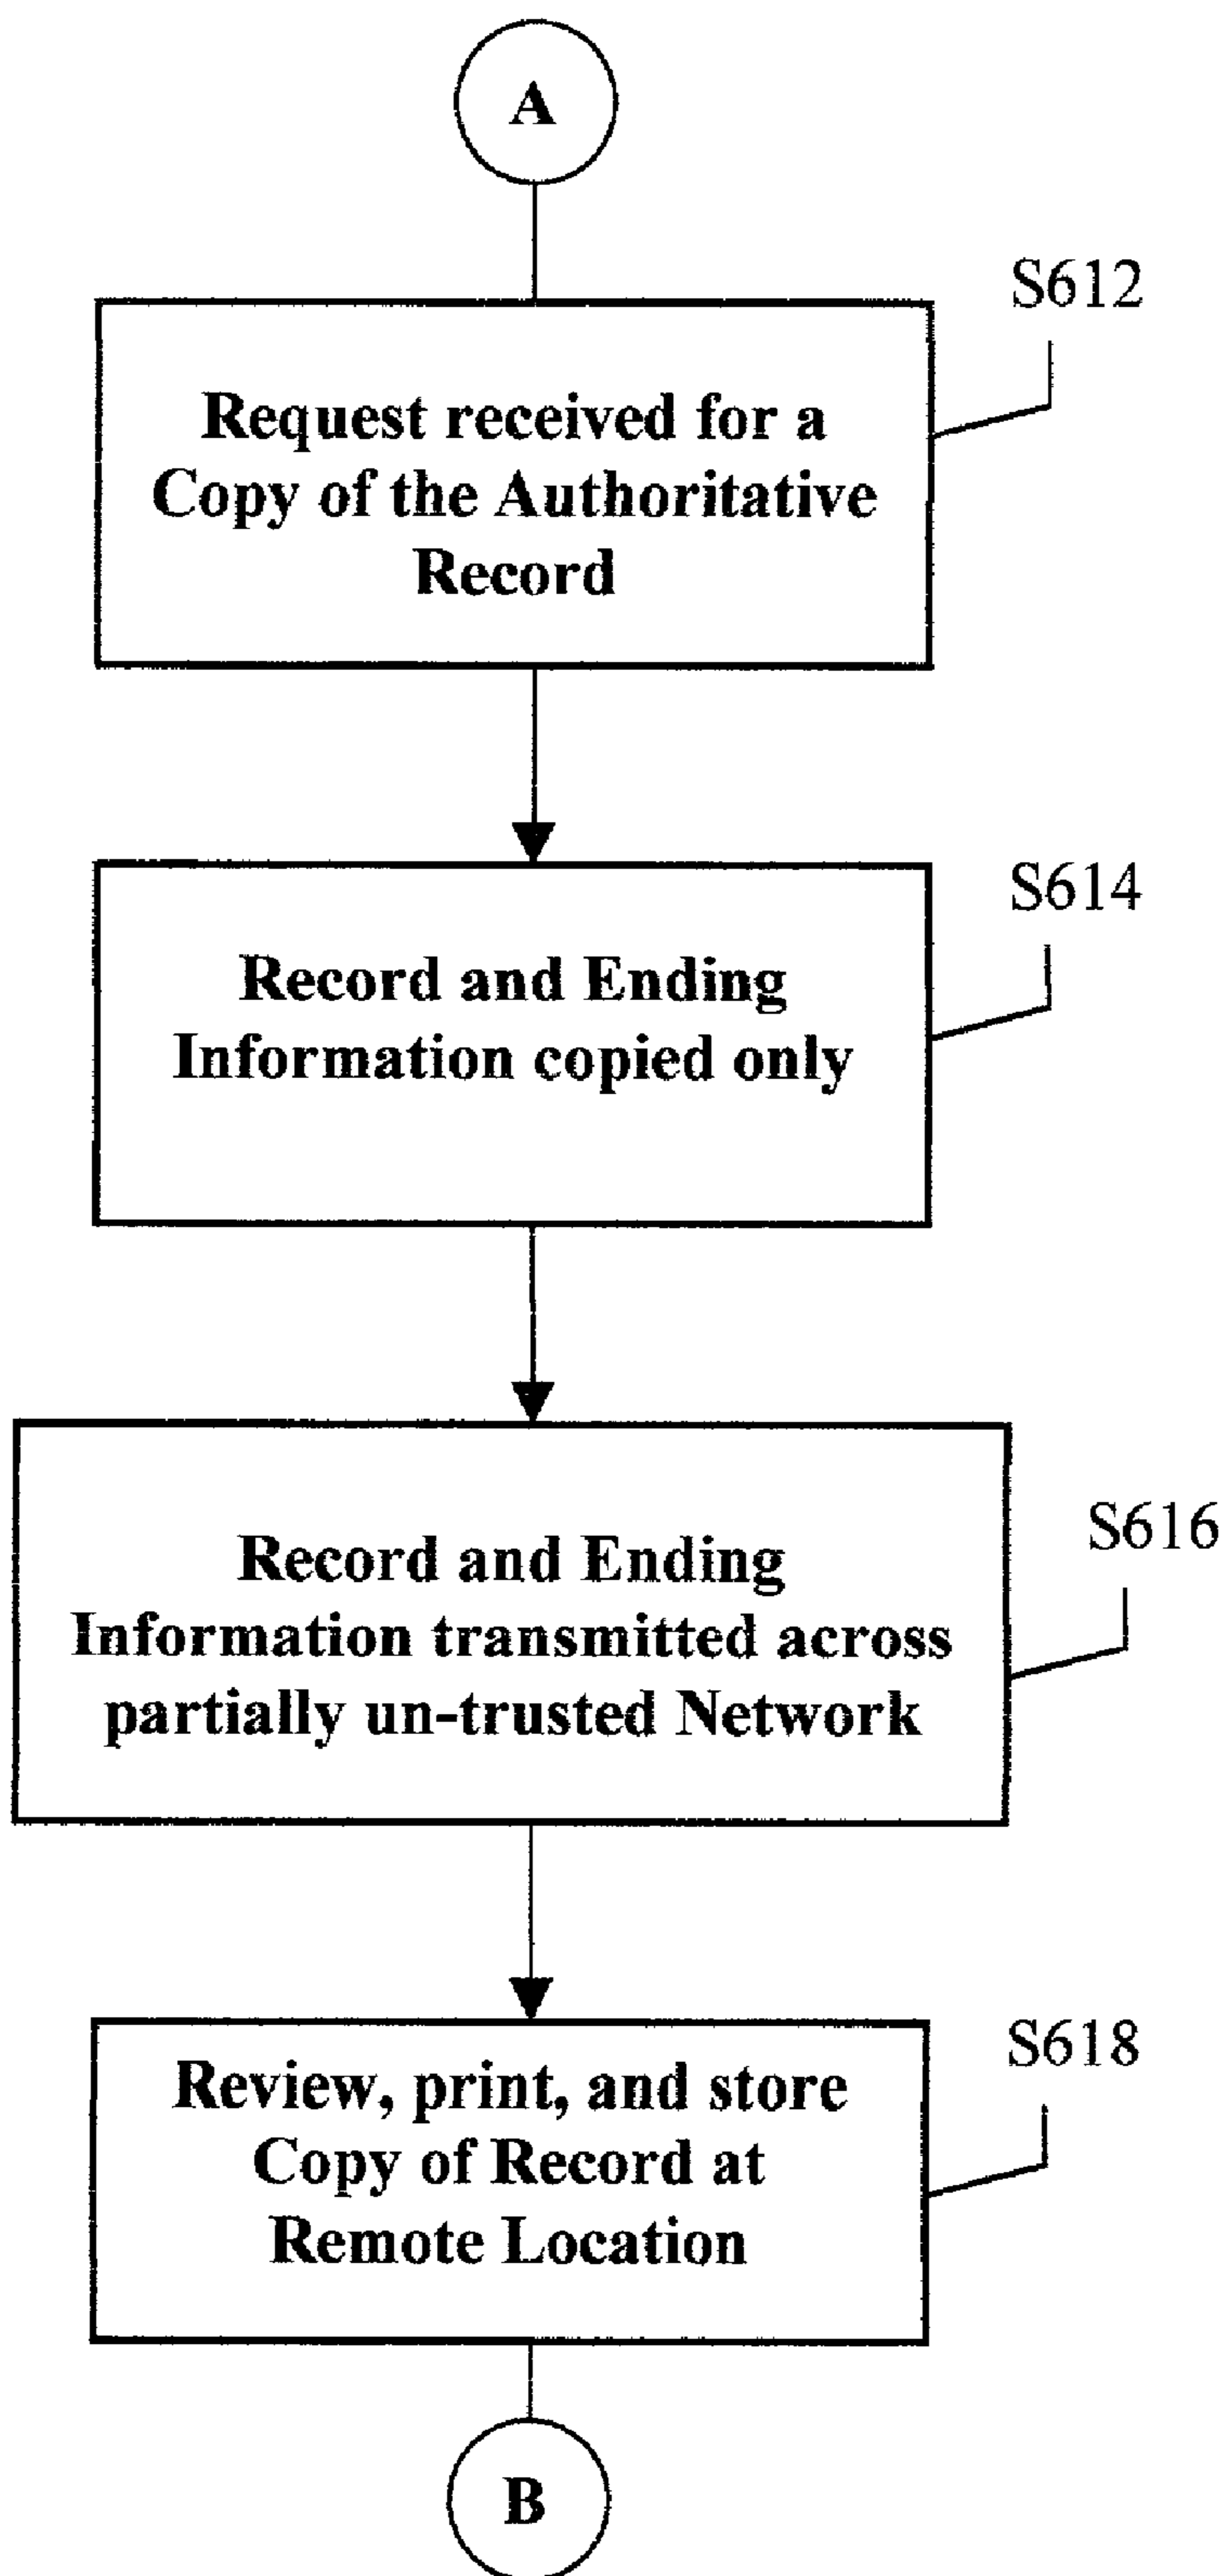 A
S612
Request received for a
Copy of the Authoritative
Record
S614
Record and Ending
Information copied only
S616
Record and Ending
Information transmitted across
partially un-trusted Network
S618
Review, print, and store
Copy of Record at
Remote Location
B